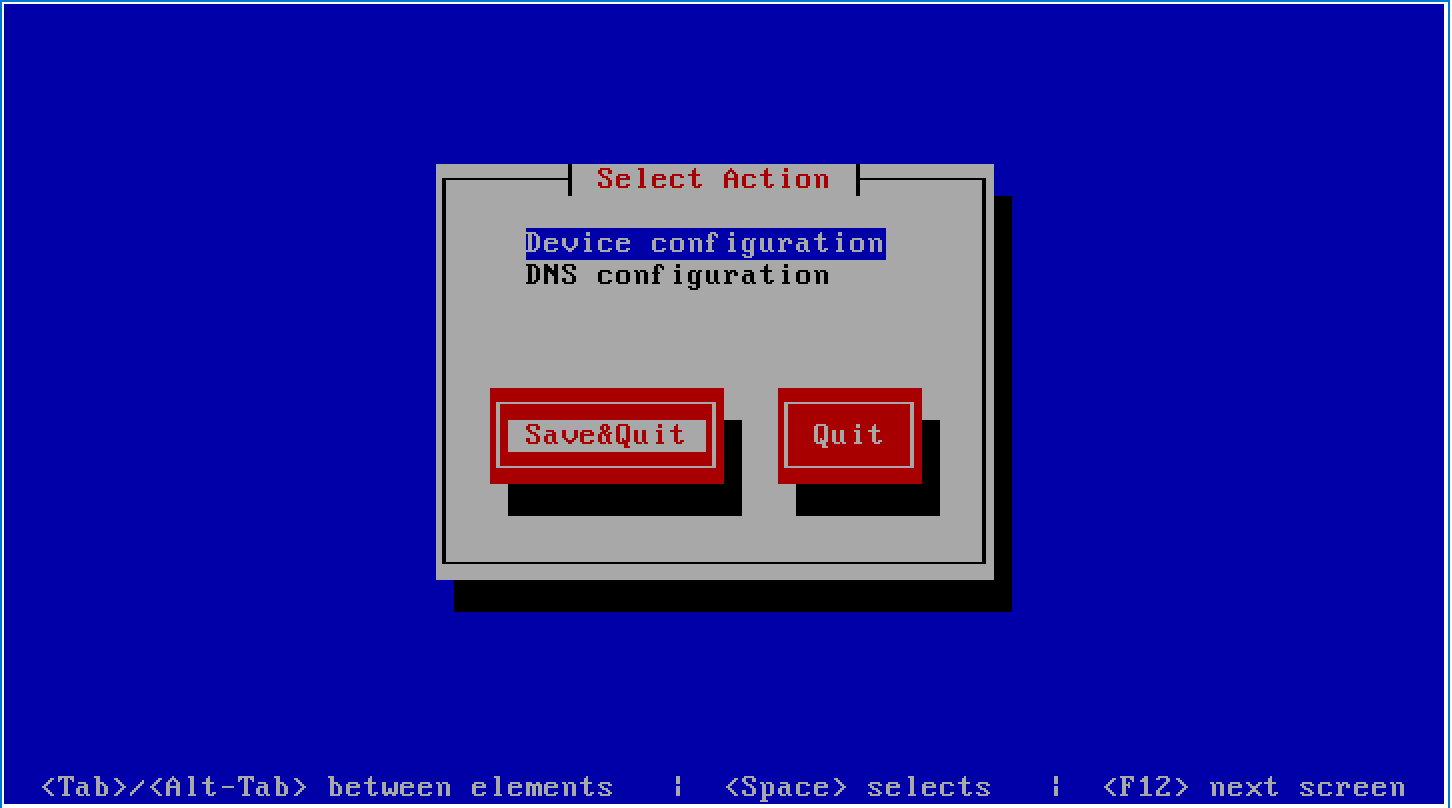 Select Action
Device configuration
DNS configuration
Save&Quit
Quit
<Tab>/<Alt-Tab> between elements | <Space> selects | <F12> next screen